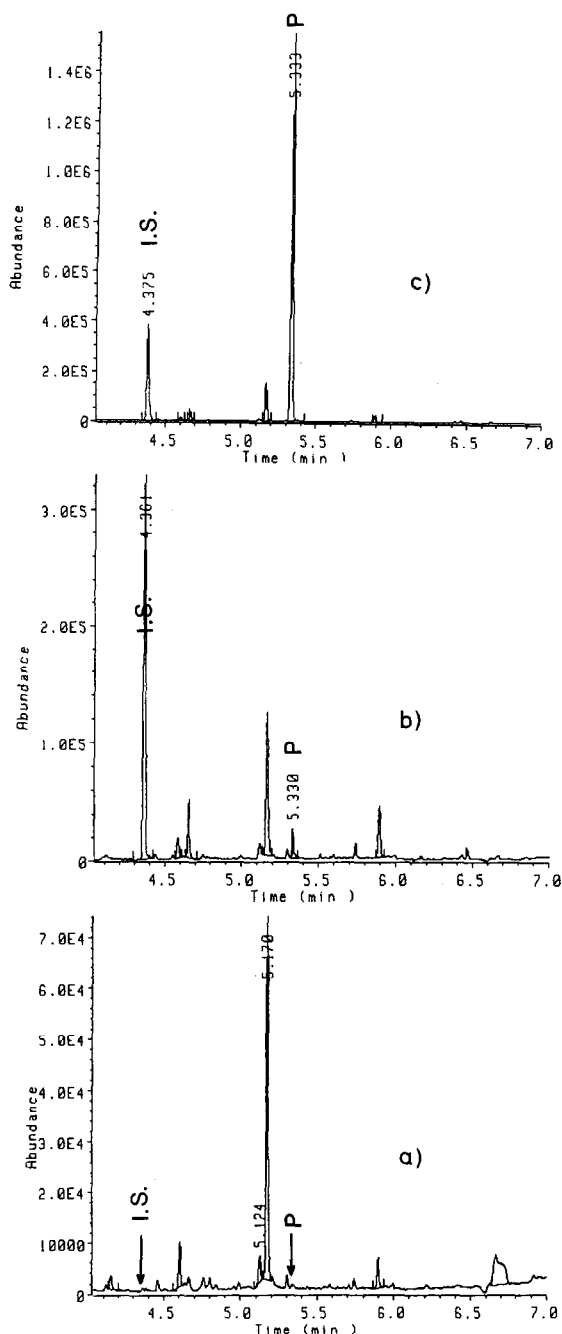 P
5.333
1.4E6
1.2E6
1.0E6
8.0E5
6.0E5
4.0E5
2.0E5
0
Abundance
I.S.
4.375
c)
4.5 5.0 5.5 6.0 6.5 7.0
Time (min )
3.0E5
2.0E5
1.0E5
0
Abundance
4.361
I.S.
5.330 P
b)
4.5 5.0 5.5 6.0 6.5 7.0
Time (min )
7.0E4
6.0E4
5.0E4
4.0E4
3.0E4
2.0E4
10000
0
Abundance
5.170
I.S.
5.124
P
a)
4.5 5.0 5.5 6.0 6.5 7.0
Time (min )